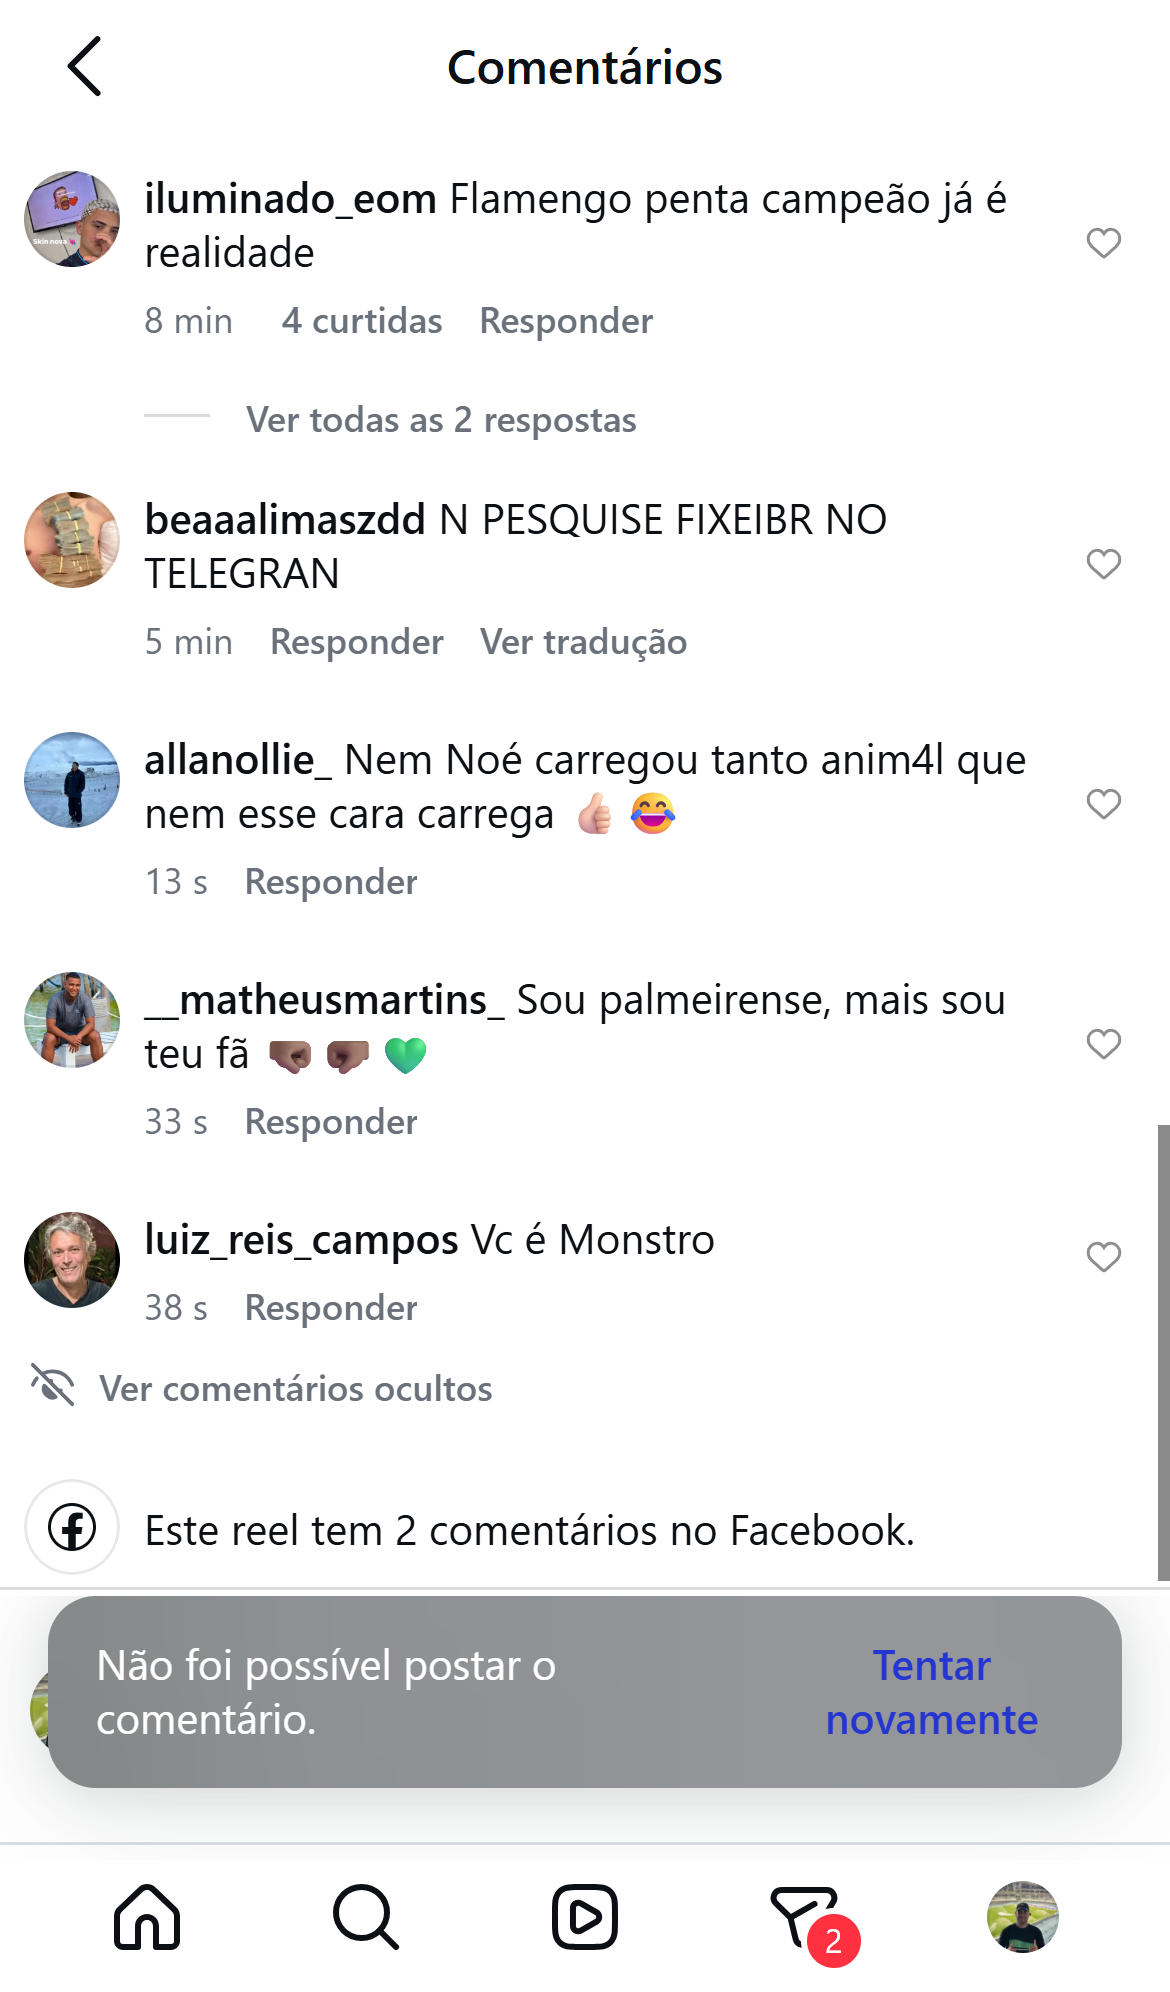 Comentários
iluminado_eom Flamengo penta campeão já é
realidade
8 min 4 curtidas Responder
Ver todas as 2 respostas
beaaalimaszdd N PESQUISE FIXEIBR NO
TELEGRAN
5 min Responder Ver tradução
allanollie_ Nem Noé carregou tanto anim4l que
nem esse cara carrega 👍🏻 😂
13 s Responder
__matheusmartins_ Sou palmeirense, mais sou
teu fã 🤜🏾 🤛🏾 💚
33 s Responder
luiz_reis_campos Vc é Monstro
38 s Responder
Ver comentários ocultos
Este reel tem 2 comentários no Facebook.
Não foi possível postar o
comentário.
Tentar
novamente
2
Skin nova